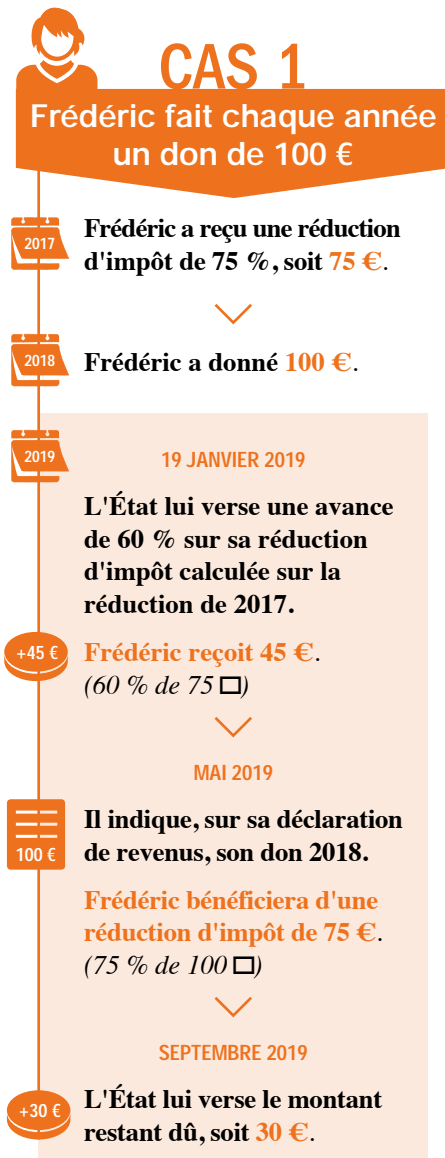 CAS 1
Frédéric fait chaque année
un don de 100 €
2017
Frédéric a reçu une réduction
d'impôt de 75 %, soit 75 €.
2018
Frédéric a donné 100 €.
2019
19 JANVIER 2019
L'État lui verse une avance
de 60 % sur sa réduction
d'impôt calculée sur la
réduction de 2017.
+45 €
Frédéric reçoit 45 €.
(60 % de 75 □)
MAI 2019
100 €
Il indique, sur sa déclaration
de revenus, son don 2018.
Frédéric bénéficiera d'une
réduction d'impôt de 75 €.
(75 % de 100 □)
SEPTEMBRE 2019
+30 €
L'État lui verse le montant
restant dû, soit 30 €.